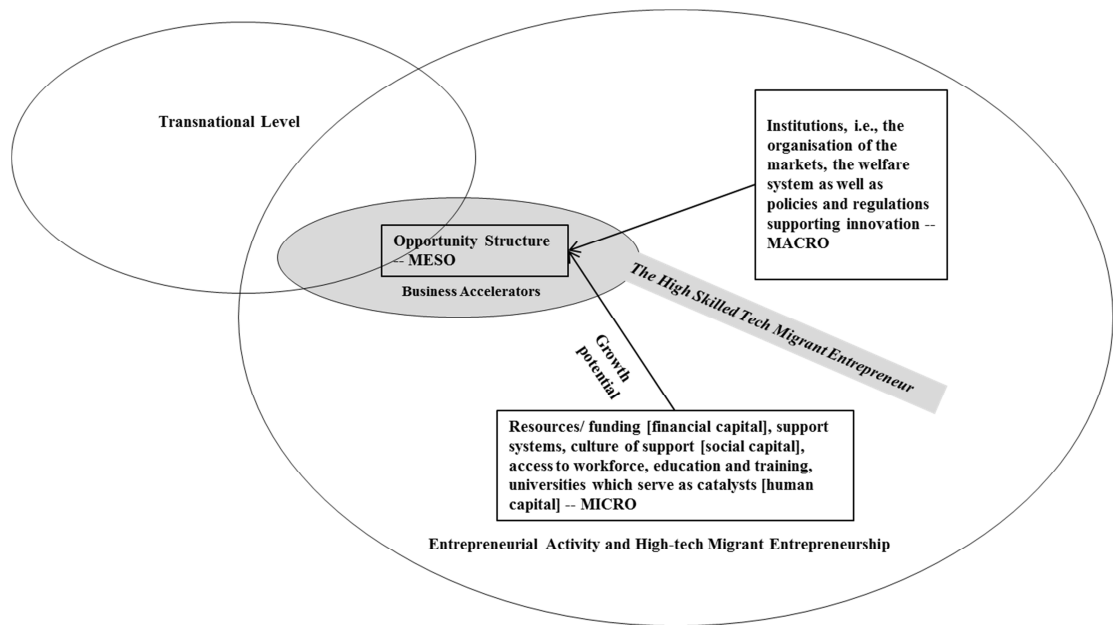 Transnational Level
Institutions, i.e., the
organisation of the
markets, the welfare
system as well as
policies and regulations
supporting innovation --
MACRO
Opportunity Structure
-- MESO
Business Accelerators
The High Skilled Tech Migrant Entrepreneur
Growth
potential
Resources/ funding [financial capital], support
systems, culture of support [social capital],
access to workforce, education and training,
universities which serve as catalysts [human
capital] -- MICRO
Entrepreneurial Activity and High-tech Migrant Entrepreneurship